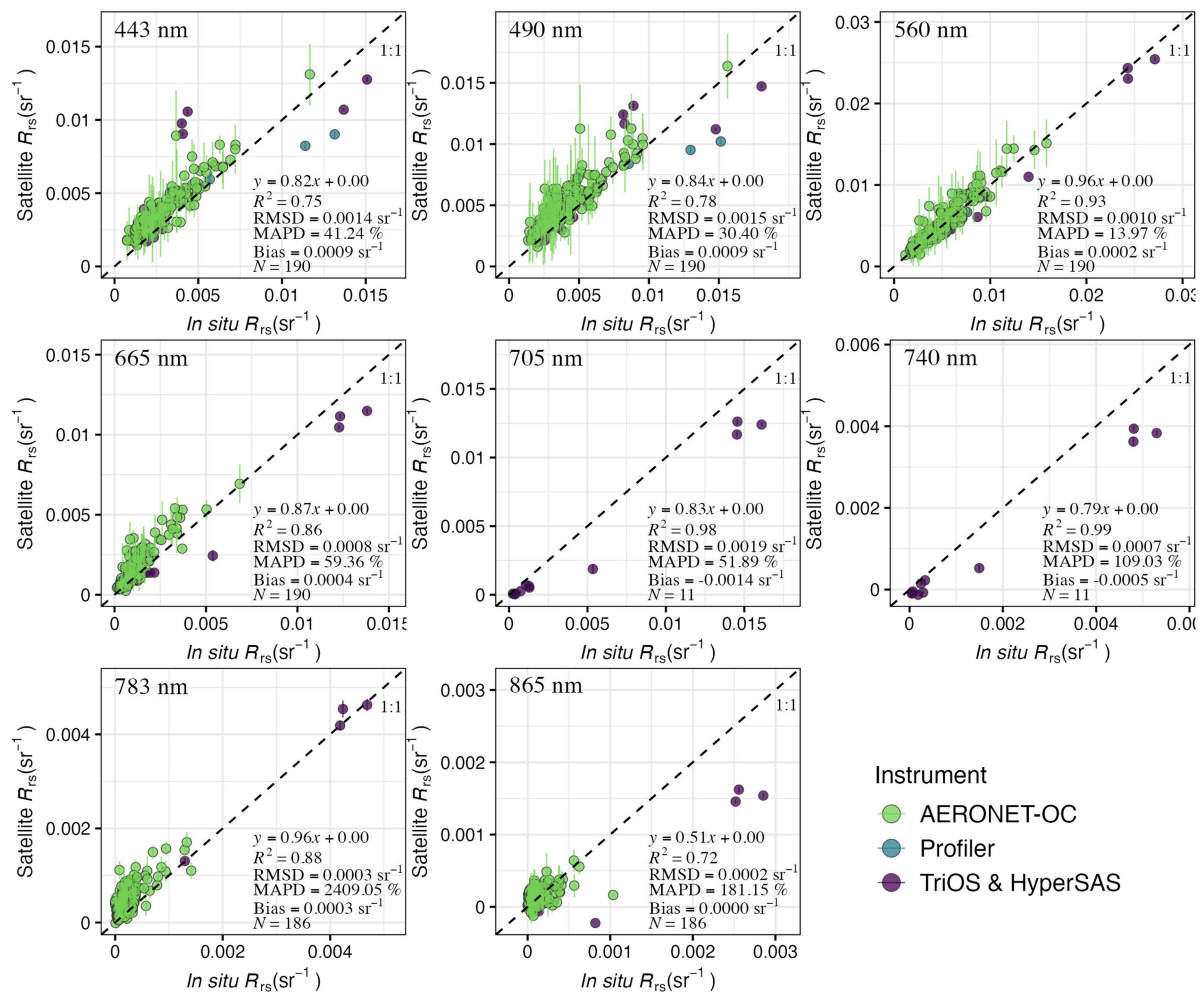 443 nm
0.015
0.010
0.005
0
1:1
y = 0.82x + 0.00
R² = 0.75
RMSD = 0.0014 sr⁻¹
MAPD = 41.24 %
Bias = 0.0009 sr⁻¹
N = 190
0 0.005 0.010 0.015
In situ Rrs(sr⁻¹ )
Satellite Rrs(sr⁻¹ )
490 nm
0.015
0.010
0.005
0
1:1
y = 0.84x + 0.00
R² = 0.78
RMSD = 0.0015 sr⁻¹
MAPD = 30.40 %
Bias = 0.0009 sr⁻¹
N = 190
0 0.005 0.010 0.015
In situ Rrs(sr⁻¹ )
Satellite Rrs(sr⁻¹ )
560 nm
0.03
0.02
0.01
0
1:1
y = 0.96x + 0.00
R² = 0.93
RMSD = 0.0010 sr⁻¹
MAPD = 13.97 %
Bias = 0.0002 sr⁻¹
N = 190
0 0.01 0.02 0.03
In situ Rrs(sr⁻¹ )
Satellite Rrs(sr⁻¹ )
665 nm
0.015
0.010
0.005
0
1:1
y = 0.87x + 0.00
R² = 0.86
RMSD = 0.0008 sr⁻¹
MAPD = 59.36 %
Bias = 0.0004 sr⁻¹
N = 190
0 0.005 0.010 0.015
In situ Rrs(sr⁻¹ )
Satellite Rrs(sr⁻¹ )
705 nm
0.015
0.010
0.005
0
1:1
y = 0.83x + 0.00
R² = 0.98
RMSD = 0.0019 sr⁻¹
MAPD = 51.89 %
Bias = -0.0014 sr⁻¹
N = 11
0 0.005 0.010 0.015
In situ Rrs(sr⁻¹ )
Satellite Rrs(sr⁻¹ )
740 nm
0.006
0.004
0.002
0
1:1
y = 0.79x + 0.00
R² = 0.99
RMSD = 0.0007 sr⁻¹
MAPD = 109.03 %
Bias = -0.0005 sr⁻¹
N = 11
0 0.002 0.004 0.00
In situ Rrs(sr⁻¹ )
Satellite Rrs(sr⁻¹ )
783 nm
0.004
0.002
0
1:1
y = 0.96x + 0.00
R² = 0.88
RMSD = 0.0003 sr⁻¹
MAPD = 2409.05 %
Bias = 0.0003 sr⁻¹
N = 186
0 0.002 0.004
In situ Rrs(sr⁻¹ )
Satellite Rrs(sr⁻¹ )
865 nm
0.003
0.002
0.001
0
1:1
y = 0.51x + 0.00
R² = 0.72
RMSD = 0.0002 sr⁻¹
MAPD = 181.15 %
Bias = 0.0000 sr⁻¹
N = 186
0 0.001 0.002 0.003
In situ Rrs(sr⁻¹ )
Satellite Rrs(sr⁻¹ )
Instrument
AERONET-OC
Profiler
TriOS & HyperSAS